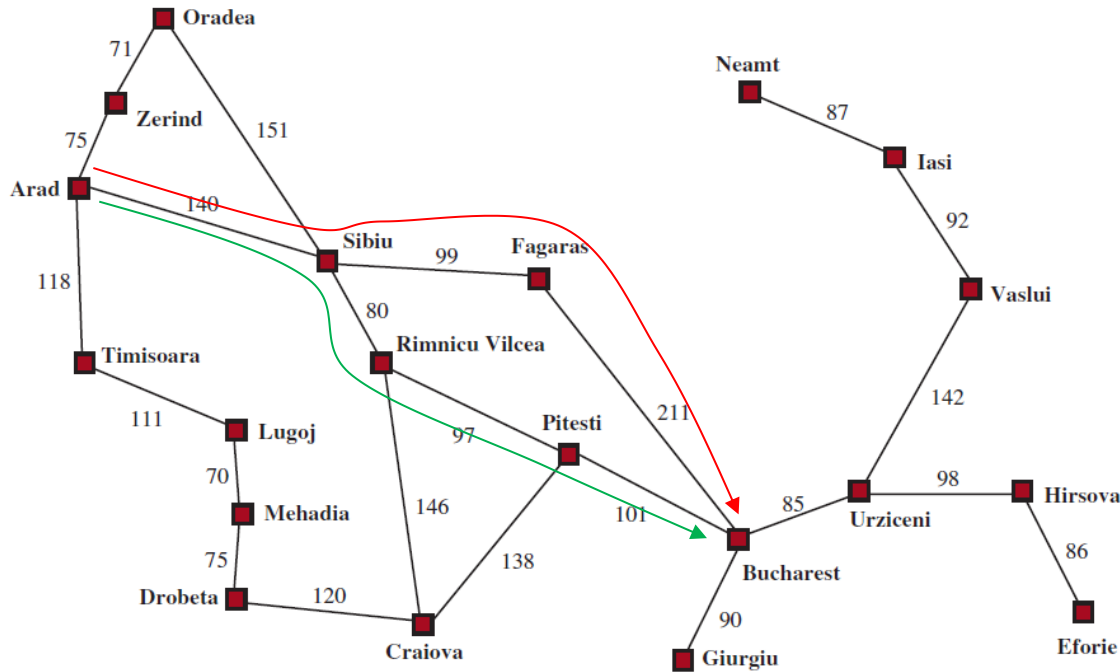 Oradea
71
Neamt
87
Zerind
151
75
Iasi
Arad
140
92
Sibiu
Fagaras
99
118
Vaslui
80
Timisoara
Rimnicu Vilcea
142
111
Lugoj
97
Pitesti
211
70
98
Hirsova
Mehadia
146
101
85
Urziceni
75
138
86
Drobeta
120
Bucharest
90
Craiova
Giurgiu
Eforie